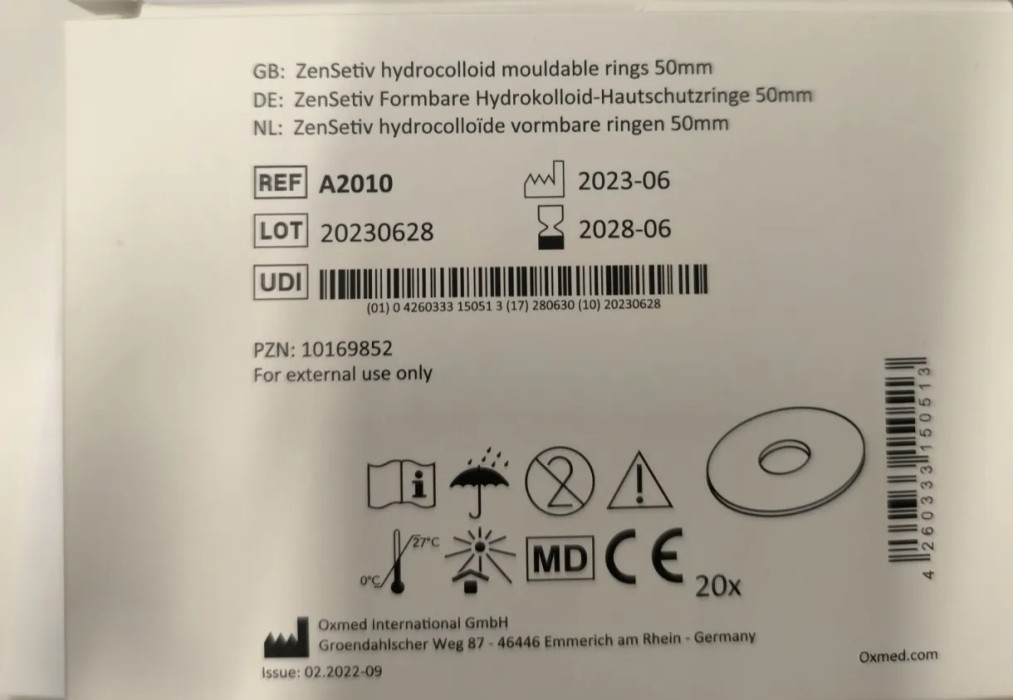 GB: ZenSetiv hydrocolloid mouldable rings 50mm
DE: ZenSetiv Formbare Hydrokolloid-Hautschutzringe 50mm
NL: ZenSetiv hydrocolloïde vormbare ringen 50mm
REF A2010 2023-06
LOT 20230628 2028-06
UDI
(01) 0 4260333 15051 3 (17) 280630 (10) 20230628
PZN: 10169852
For external use only
4 260333 150513
2
27°C
0°C
MD CE 20x
Oxmed International GmbH
Groendahlscher Weg 87 - 46446 Emmerich am Rhein - Germany
Oxmed.com
Issue: 02.2022-09